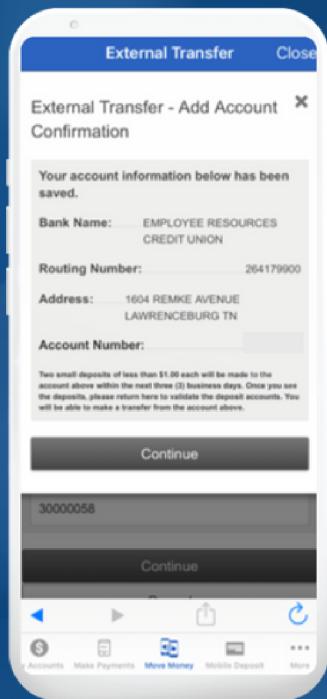 External Transfer Close
External Transfer - Add Account
Confirmation
Your account information below has been
saved.
Bank Name: EMPLOYEE RESOURCES
CREDIT UNION
Routing Number: 264179900
Address: 1604 REMKE AVENUE
LAWRENCEBURG TN
Account Number:
Two small deposits of less than $1.00 each will be made to the
account above within the next three (3) business days. Once you see
the deposits, please return here to validate the deposit accounts. You
will be able to make a transfer from the account above.
Continue
30000058
Continue
Accounts Make Payments Move Money Mobile Deposit More